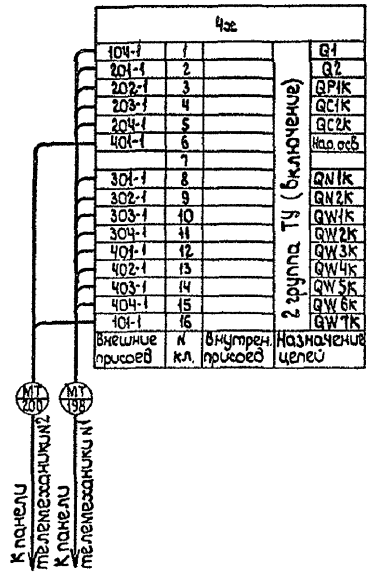 4х
104-1 1 Q1
201-1 2 Q2
202-1 3 QP1K
203-1 4 QC1K
204-1 5 QC2K
401-1 6 Нар.осв
7
301-1 8 QN1K
302-1 9 QN2K
303-1 10 QW1K
304-1 11 QW2K
401-1 12 QW3K
402-1 13 QW4K
403-1 14 QW5K
404-1 15 QW6K
101-1 16 QW7K
2 группа ТУ (включение)
Внешние присоед
N кл.
Внутрен. присоед
Назначение цепей
МТ 200
МТ 198
К панели
телемеханики N2
К панели
телемеханики N1